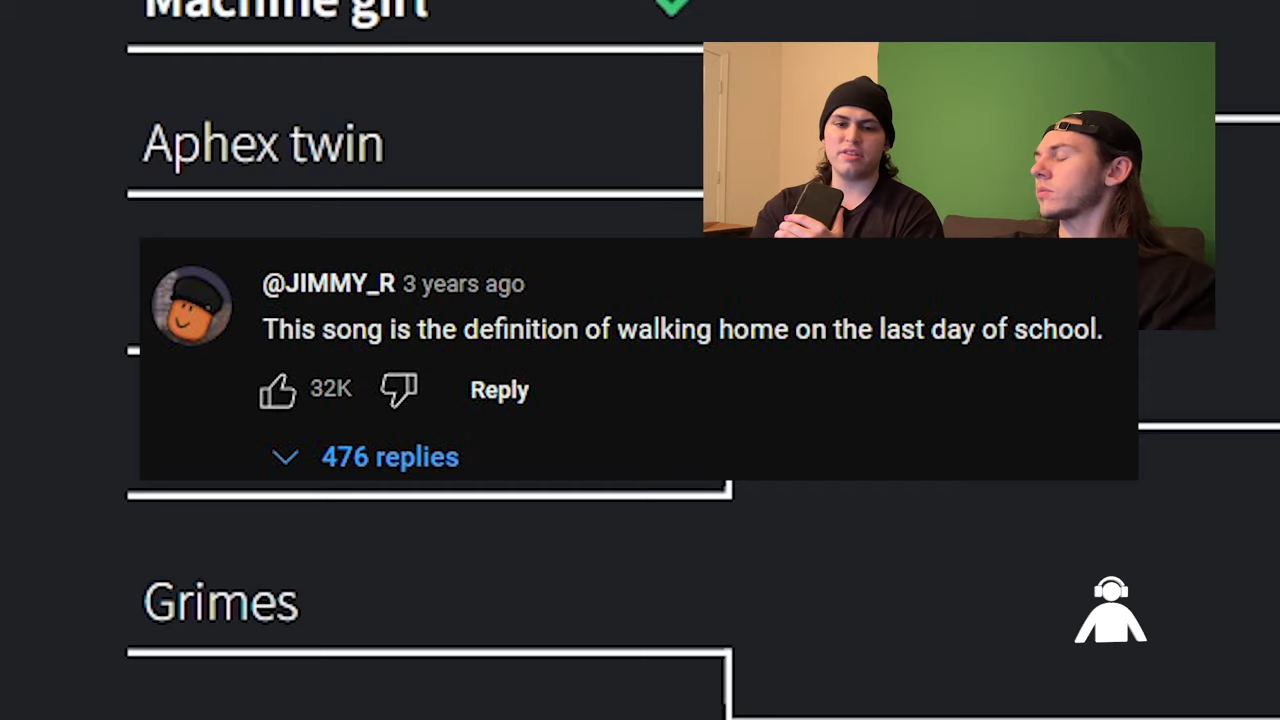 Machine girl
Aphex twin
@JIMMY_R 3 years ago
This song is the definition of walking home on the last day of school.
32K Reply
476 replies
Grimes